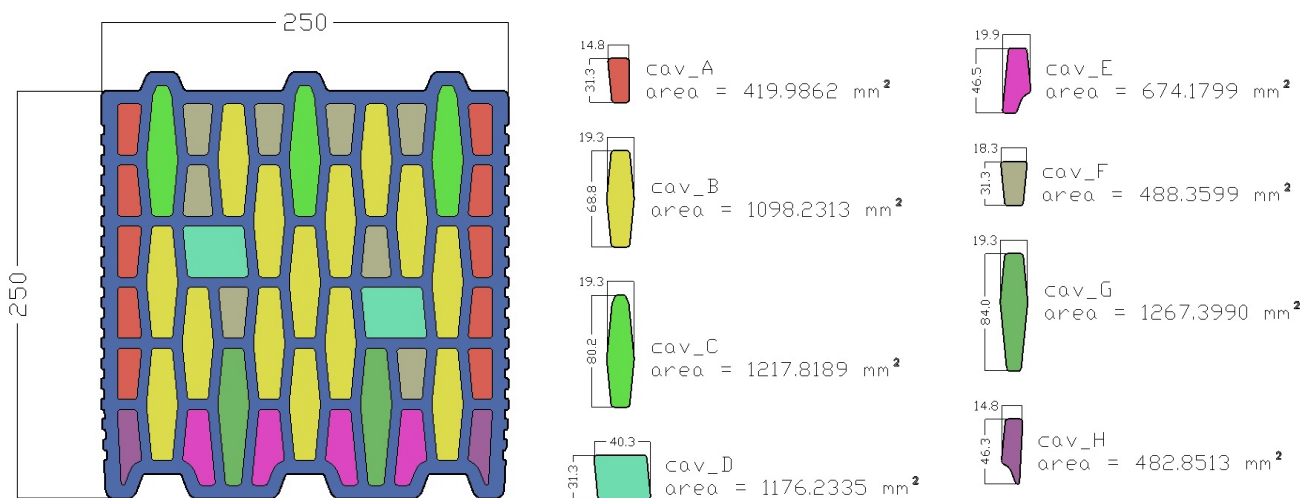 250
250
14.8
31.3
cav_A
area = 419.9862 mm²
19.3
68.8
cav_B
area = 1098.2313 mm²
19.3
80.2
cav_C
area = 1217.8189 mm²
40.3
31.3
cav_D
area = 1176.2335 mm²
19.9
46.5
cav_E
area = 674.1799 mm²
18.3
31.3
cav_F
area = 488.3599 mm²
19.3
84.0
cav_G
area = 1267.3990 mm²
14.8
46.3
cav_H
area = 482.8513 mm²